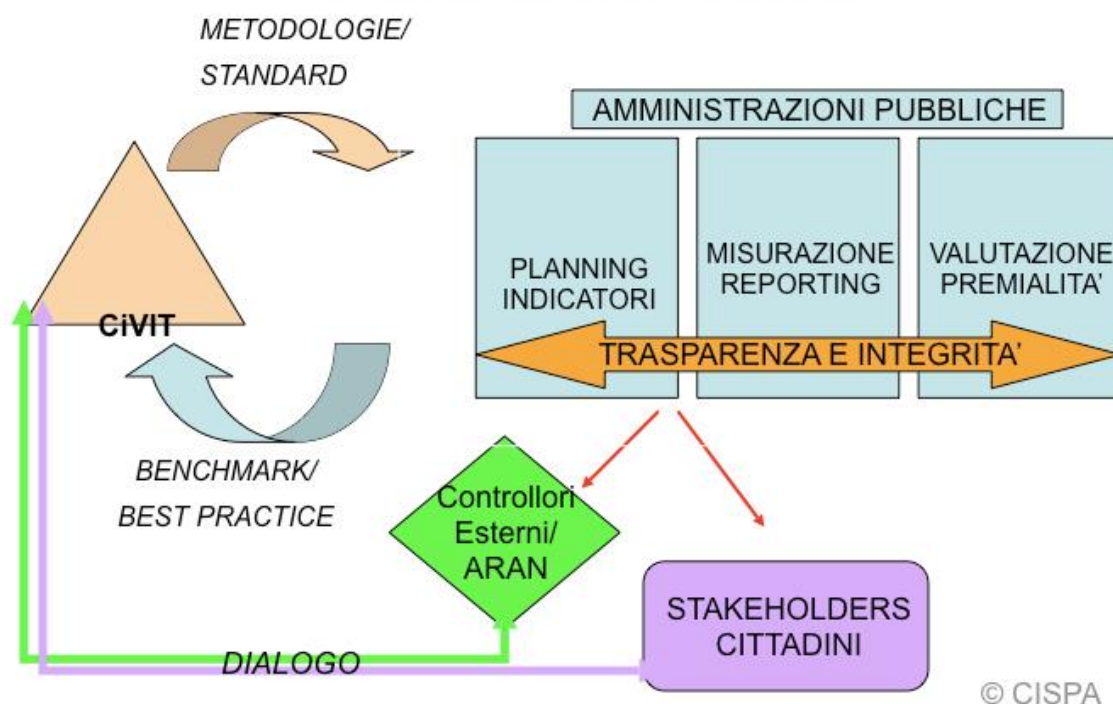 METODOLOGIE/
STANDARD
AMMINISTRAZIONI PUBBLICHE
PLANNING
INDICATORI
MISURAZIONE
REPORTING
VALUTAZIONE
PREMIALITA'
TRASPARENZA E INTEGRITA'
CiVIT
BENCHMARK/
BEST PRACTICE
Controllori
Esterni/
ARAN
STAKEHOLDERS
CITTADINI
DIALOGO
© CISPA